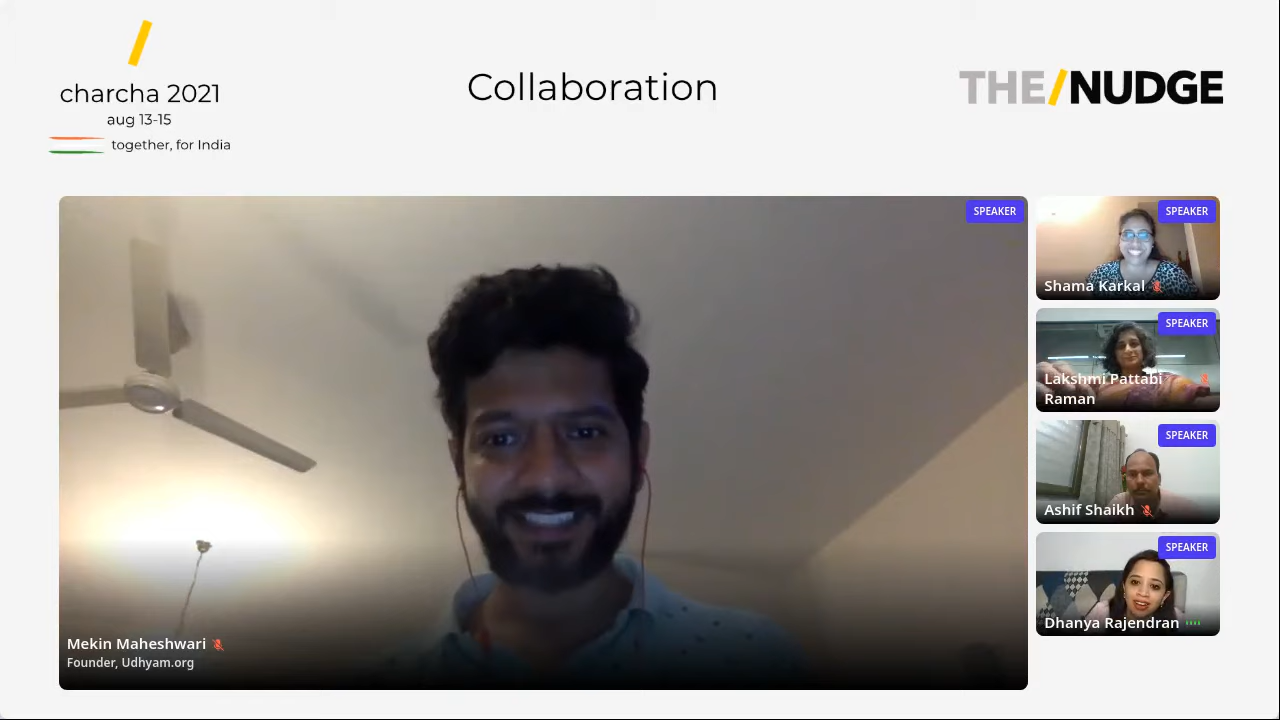 charcha 2021
aug 13-15
together, for India
Collaboration
THE/NUDGE
SPEAKER
Mekin Maheshwari
Founder, Udhyam.org
SPEAKER
Shama Karkal
SPEAKER
Lakshmi Pattabi
Raman
SPEAKER
Ashif Shaikh
SPEAKER
Dhanya Rajendran